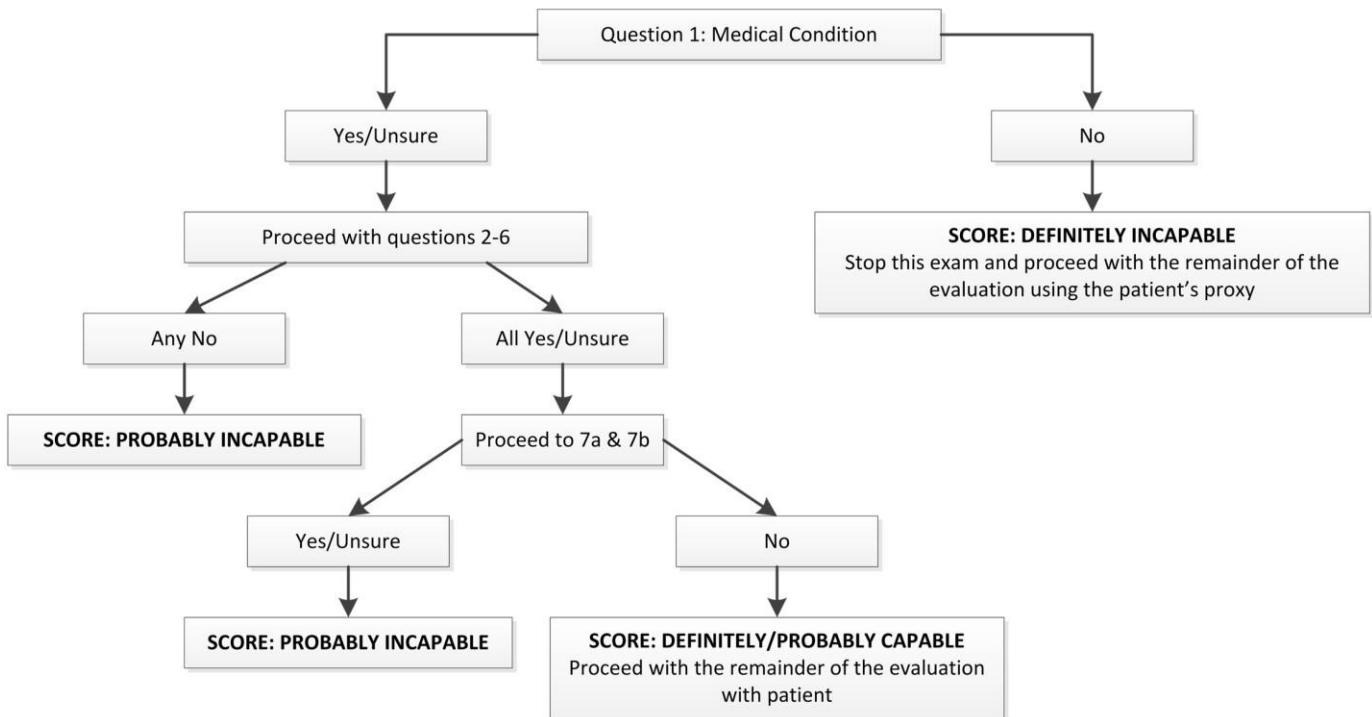 Question 1: Medical Condition
Yes/Unsure
No
Proceed with questions 2-6
SCORE: DEFINITELY INCAPABLE
Stop this exam and proceed with the remainder of the
evaluation using the patient’s proxy
Any No
All Yes/Unsure
SCORE: PROBABLY INCAPABLE
Proceed to 7a & 7b
Yes/Unsure
No
SCORE: PROBABLY INCAPABLE
SCORE: DEFINITELY/PROBABLY CAPABLE
Proceed with the remainder of the evaluation
with patient